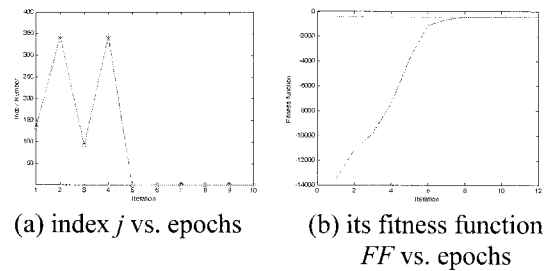 400
350
300
250
200
150
100
50
Index Number
1 2 3 4 5 6 7 8 9 10
Iteration
(a) index j vs. epochs
0
-2000
-4000
-6000
-8000
-10000
-12000
-14000
Fitness function
0 2 4 6 8 10 12
Iteration
(b) its fitness function
FF vs. epochs